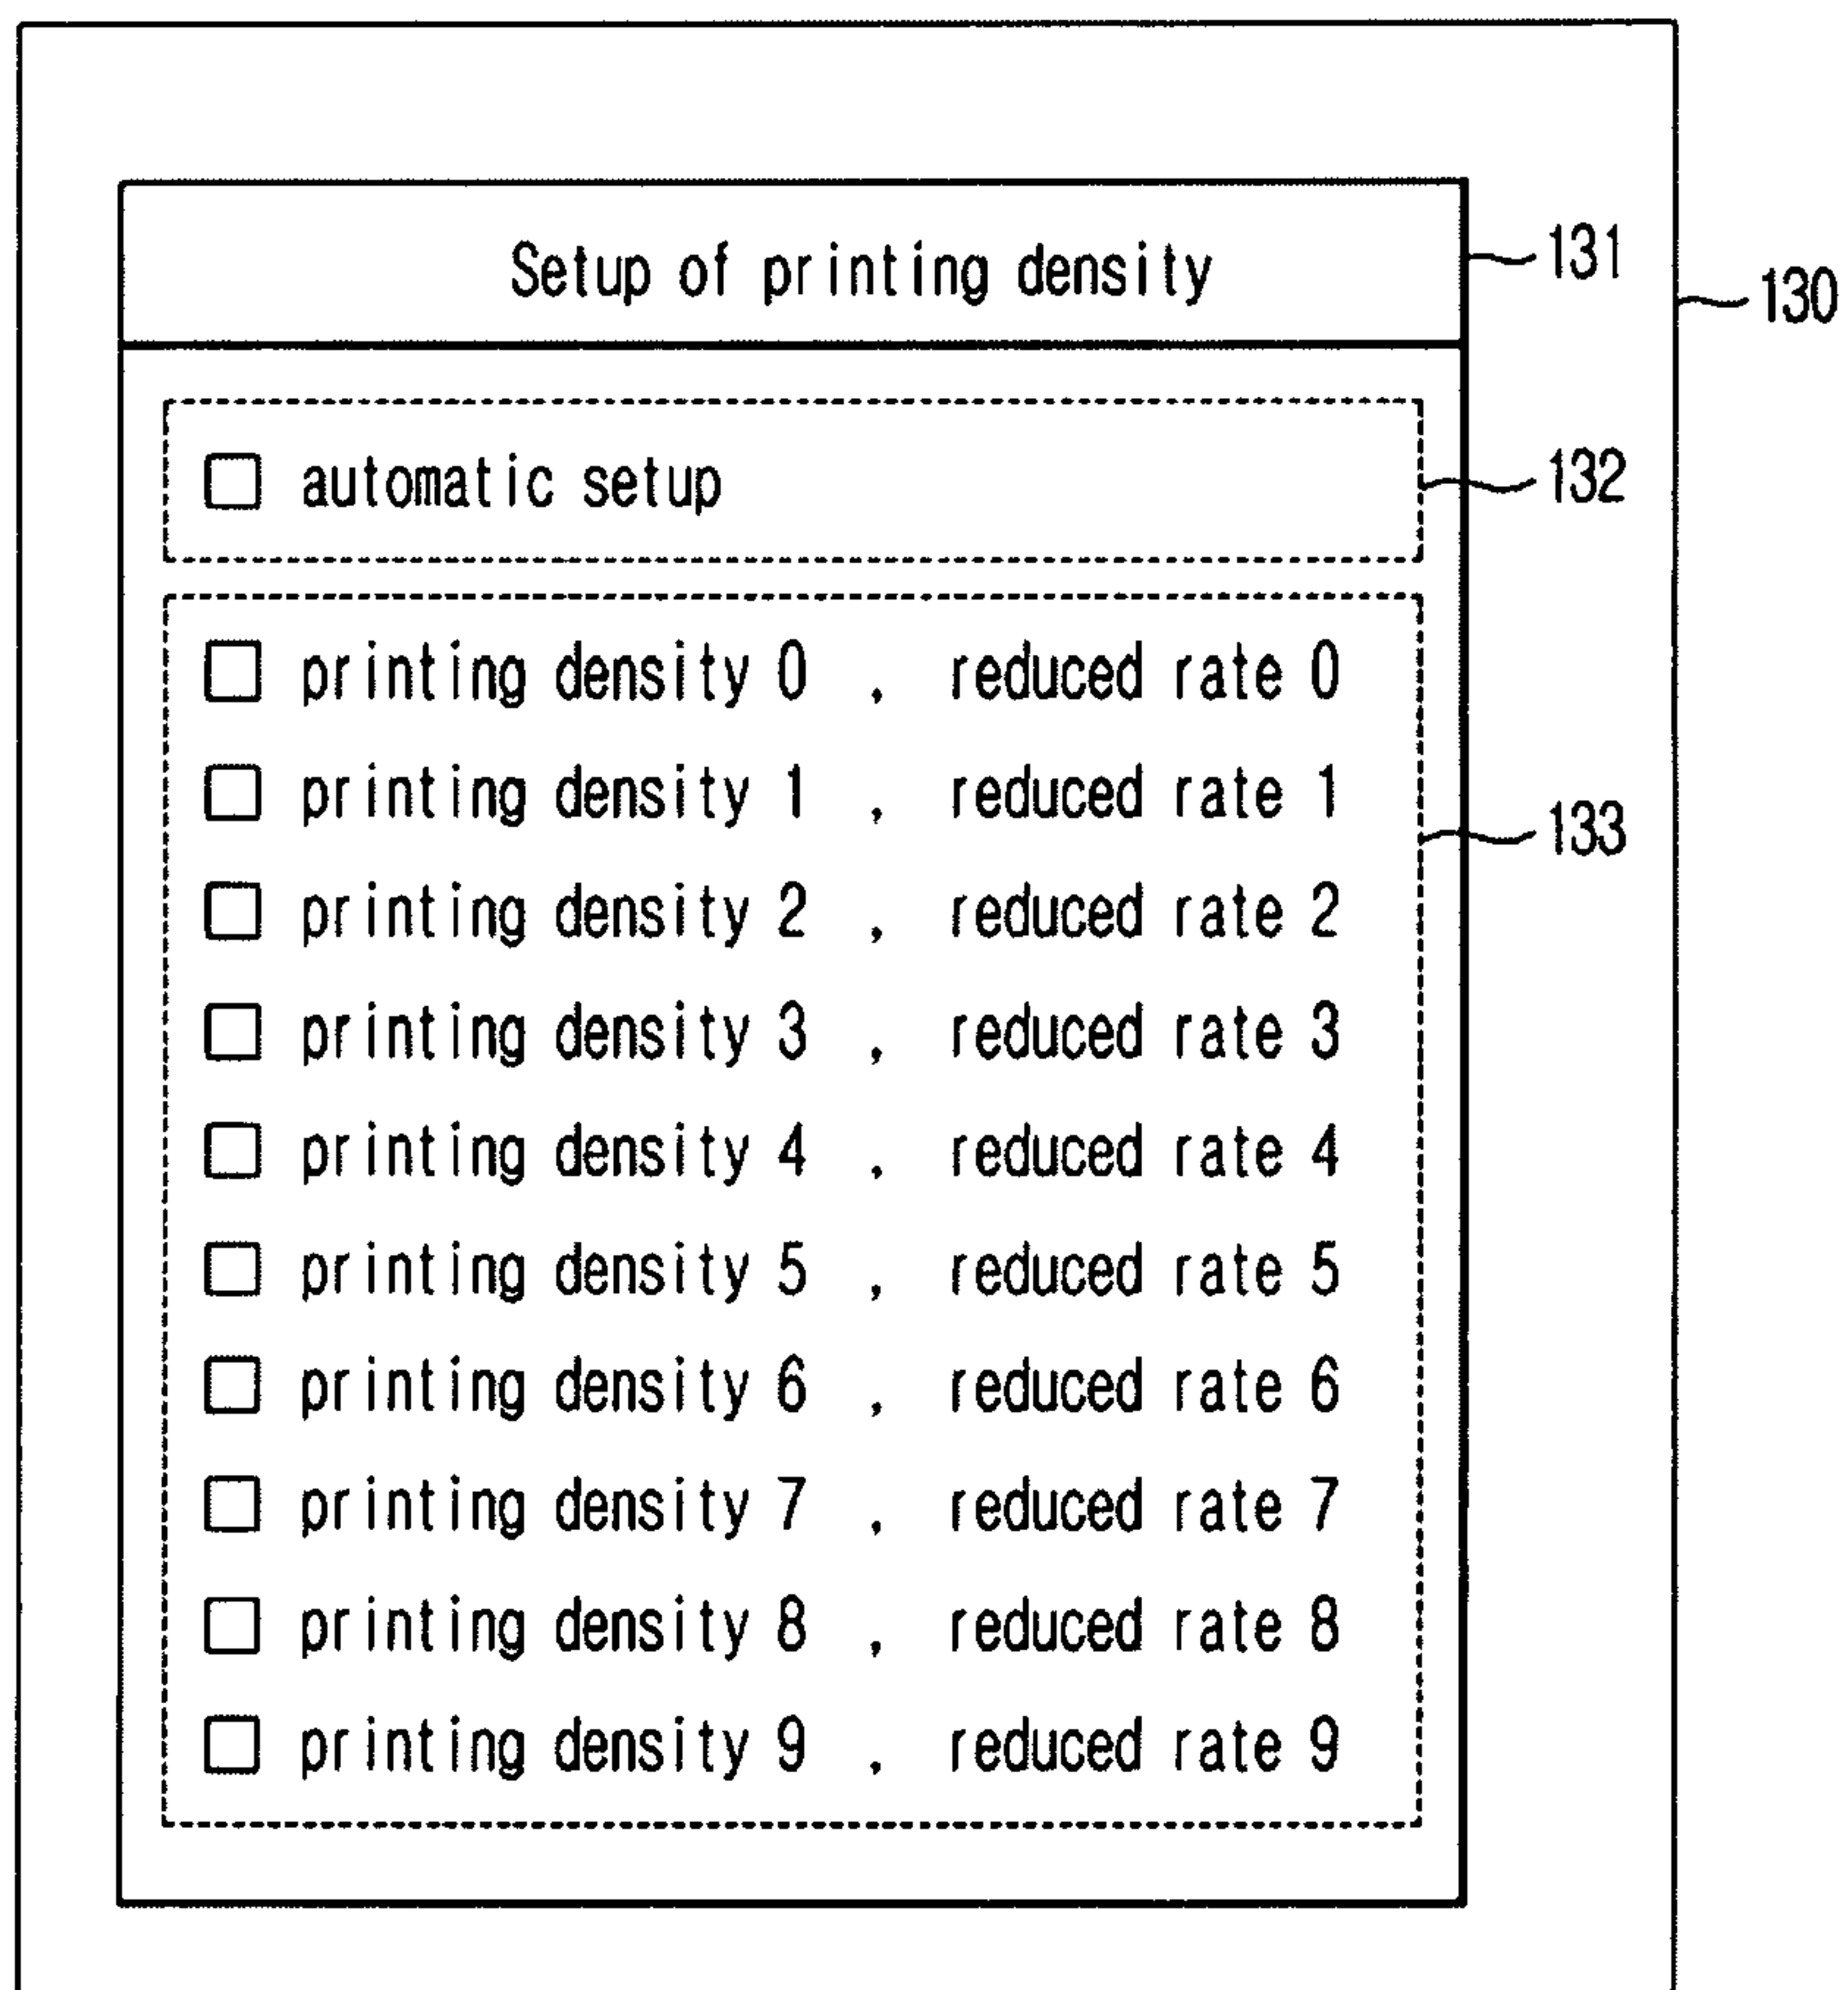 Setup of printing density
131
130
automatic setup
132
printing density 0 , reduced rate 0
printing density 1 , reduced rate 1
133
printing density 2 , reduced rate 2
printing density 3 , reduced rate 3
printing density 4 , reduced rate 4
printing density 5 , reduced rate 5
printing density 6 , reduced rate 6
printing density 7 , reduced rate 7
printing density 8 , reduced rate 8
printing density 9 , reduced rate 9